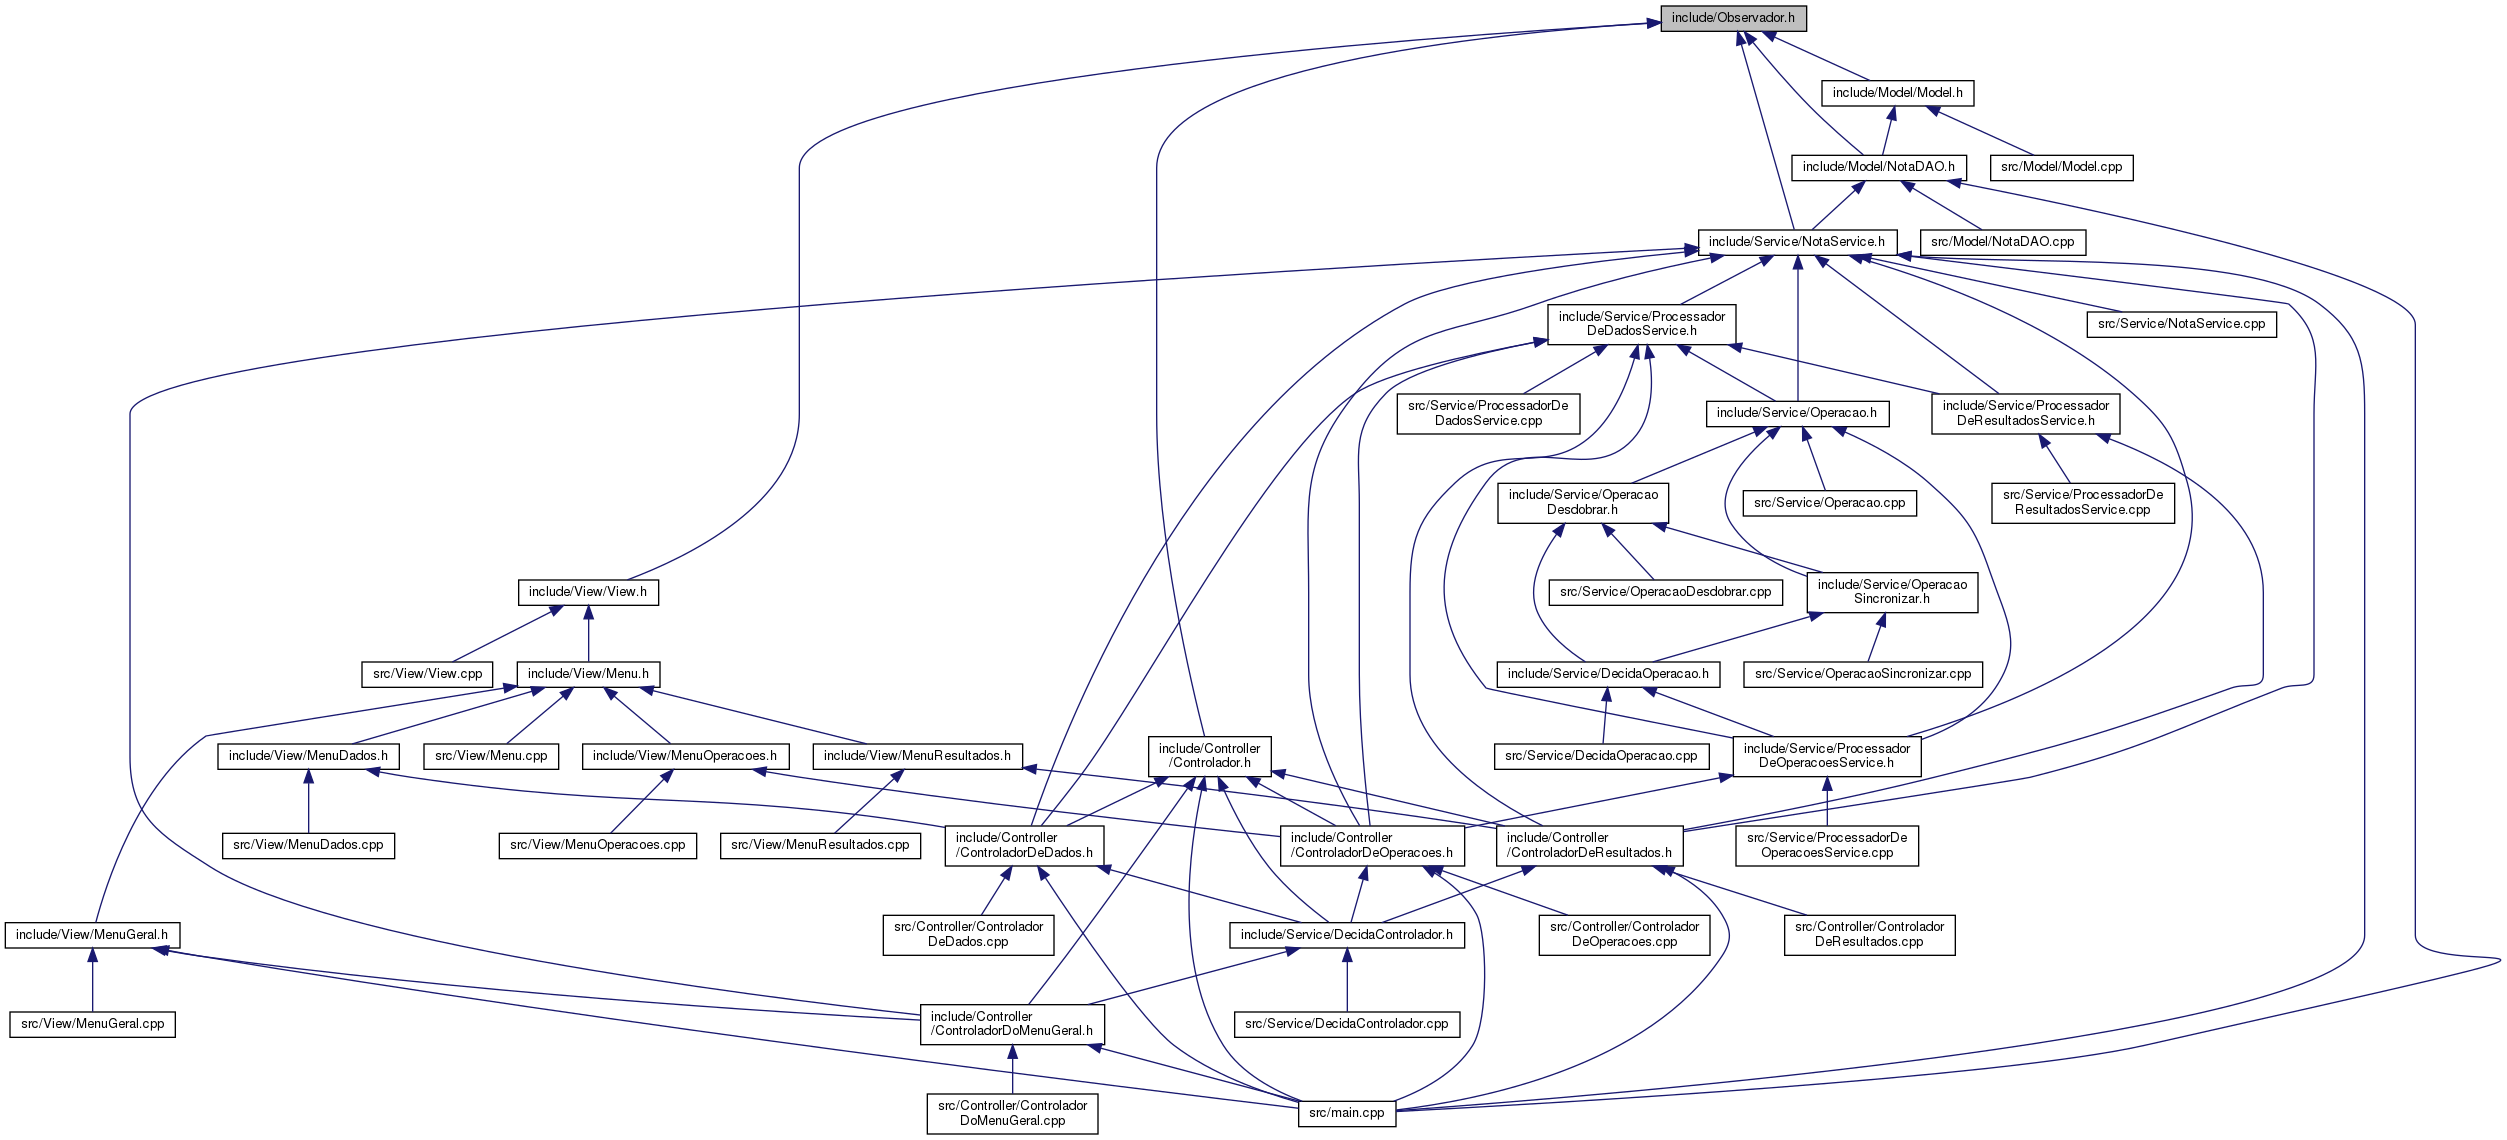 include/Observador.h
include/Model/Model.h
include/Model/NotaDAO.h
src/Model/Model.cpp
include/Service/NotaService.h
src/Model/NotaDAO.cpp
include/Service/Processador
DeDadosService.h
src/Service/NotaService.cpp
src/Service/ProcessadorDe
DadosService.cpp
include/Service/Operacao.h
include/Service/Processador
DeResultadosService.h
include/Service/Operacao
Desdobrar.h
src/Service/Operacao.cpp
src/Service/ProcessadorDe
ResultadosService.cpp
include/View/View.h
src/Service/OperacaoDesdobrar.cpp
include/Service/Operacao
Sincronizar.h
src/View/View.cpp
include/View/Menu.h
include/Service/DecidaOperacao.h
src/Service/OperacaoSincronizar.cpp
include/View/MenuDados.h
src/View/Menu.cpp
include/View/MenuOperacoes.h
include/View/MenuResultados.h
include/Controller
/Controlador.h
src/Service/DecidaOperacao.cpp
include/Service/Processador
DeOperacoesService.h
src/View/MenuDados.cpp
src/View/MenuOperacoes.cpp
src/View/MenuResultados.cpp
include/Controller
/ControladorDeDados.h
include/Controller
/ControladorDeOperacoes.h
include/Controller
/ControladorDeResultados.h
src/Service/ProcessadorDe
OperacoesService.cpp
include/View/MenuGeral.h
src/Controller/Controlador
DeDados.cpp
include/Service/DecidaControlador.h
src/Controller/Controlador
DeOperacoes.cpp
src/Controller/Controlador
DeResultados.cpp
src/View/MenuGeral.cpp
include/Controller
/ControladorDoMenuGeral.h
src/Service/DecidaControlador.cpp
src/Controller/Controlador
DoMenuGeral.cpp
src/main.cpp